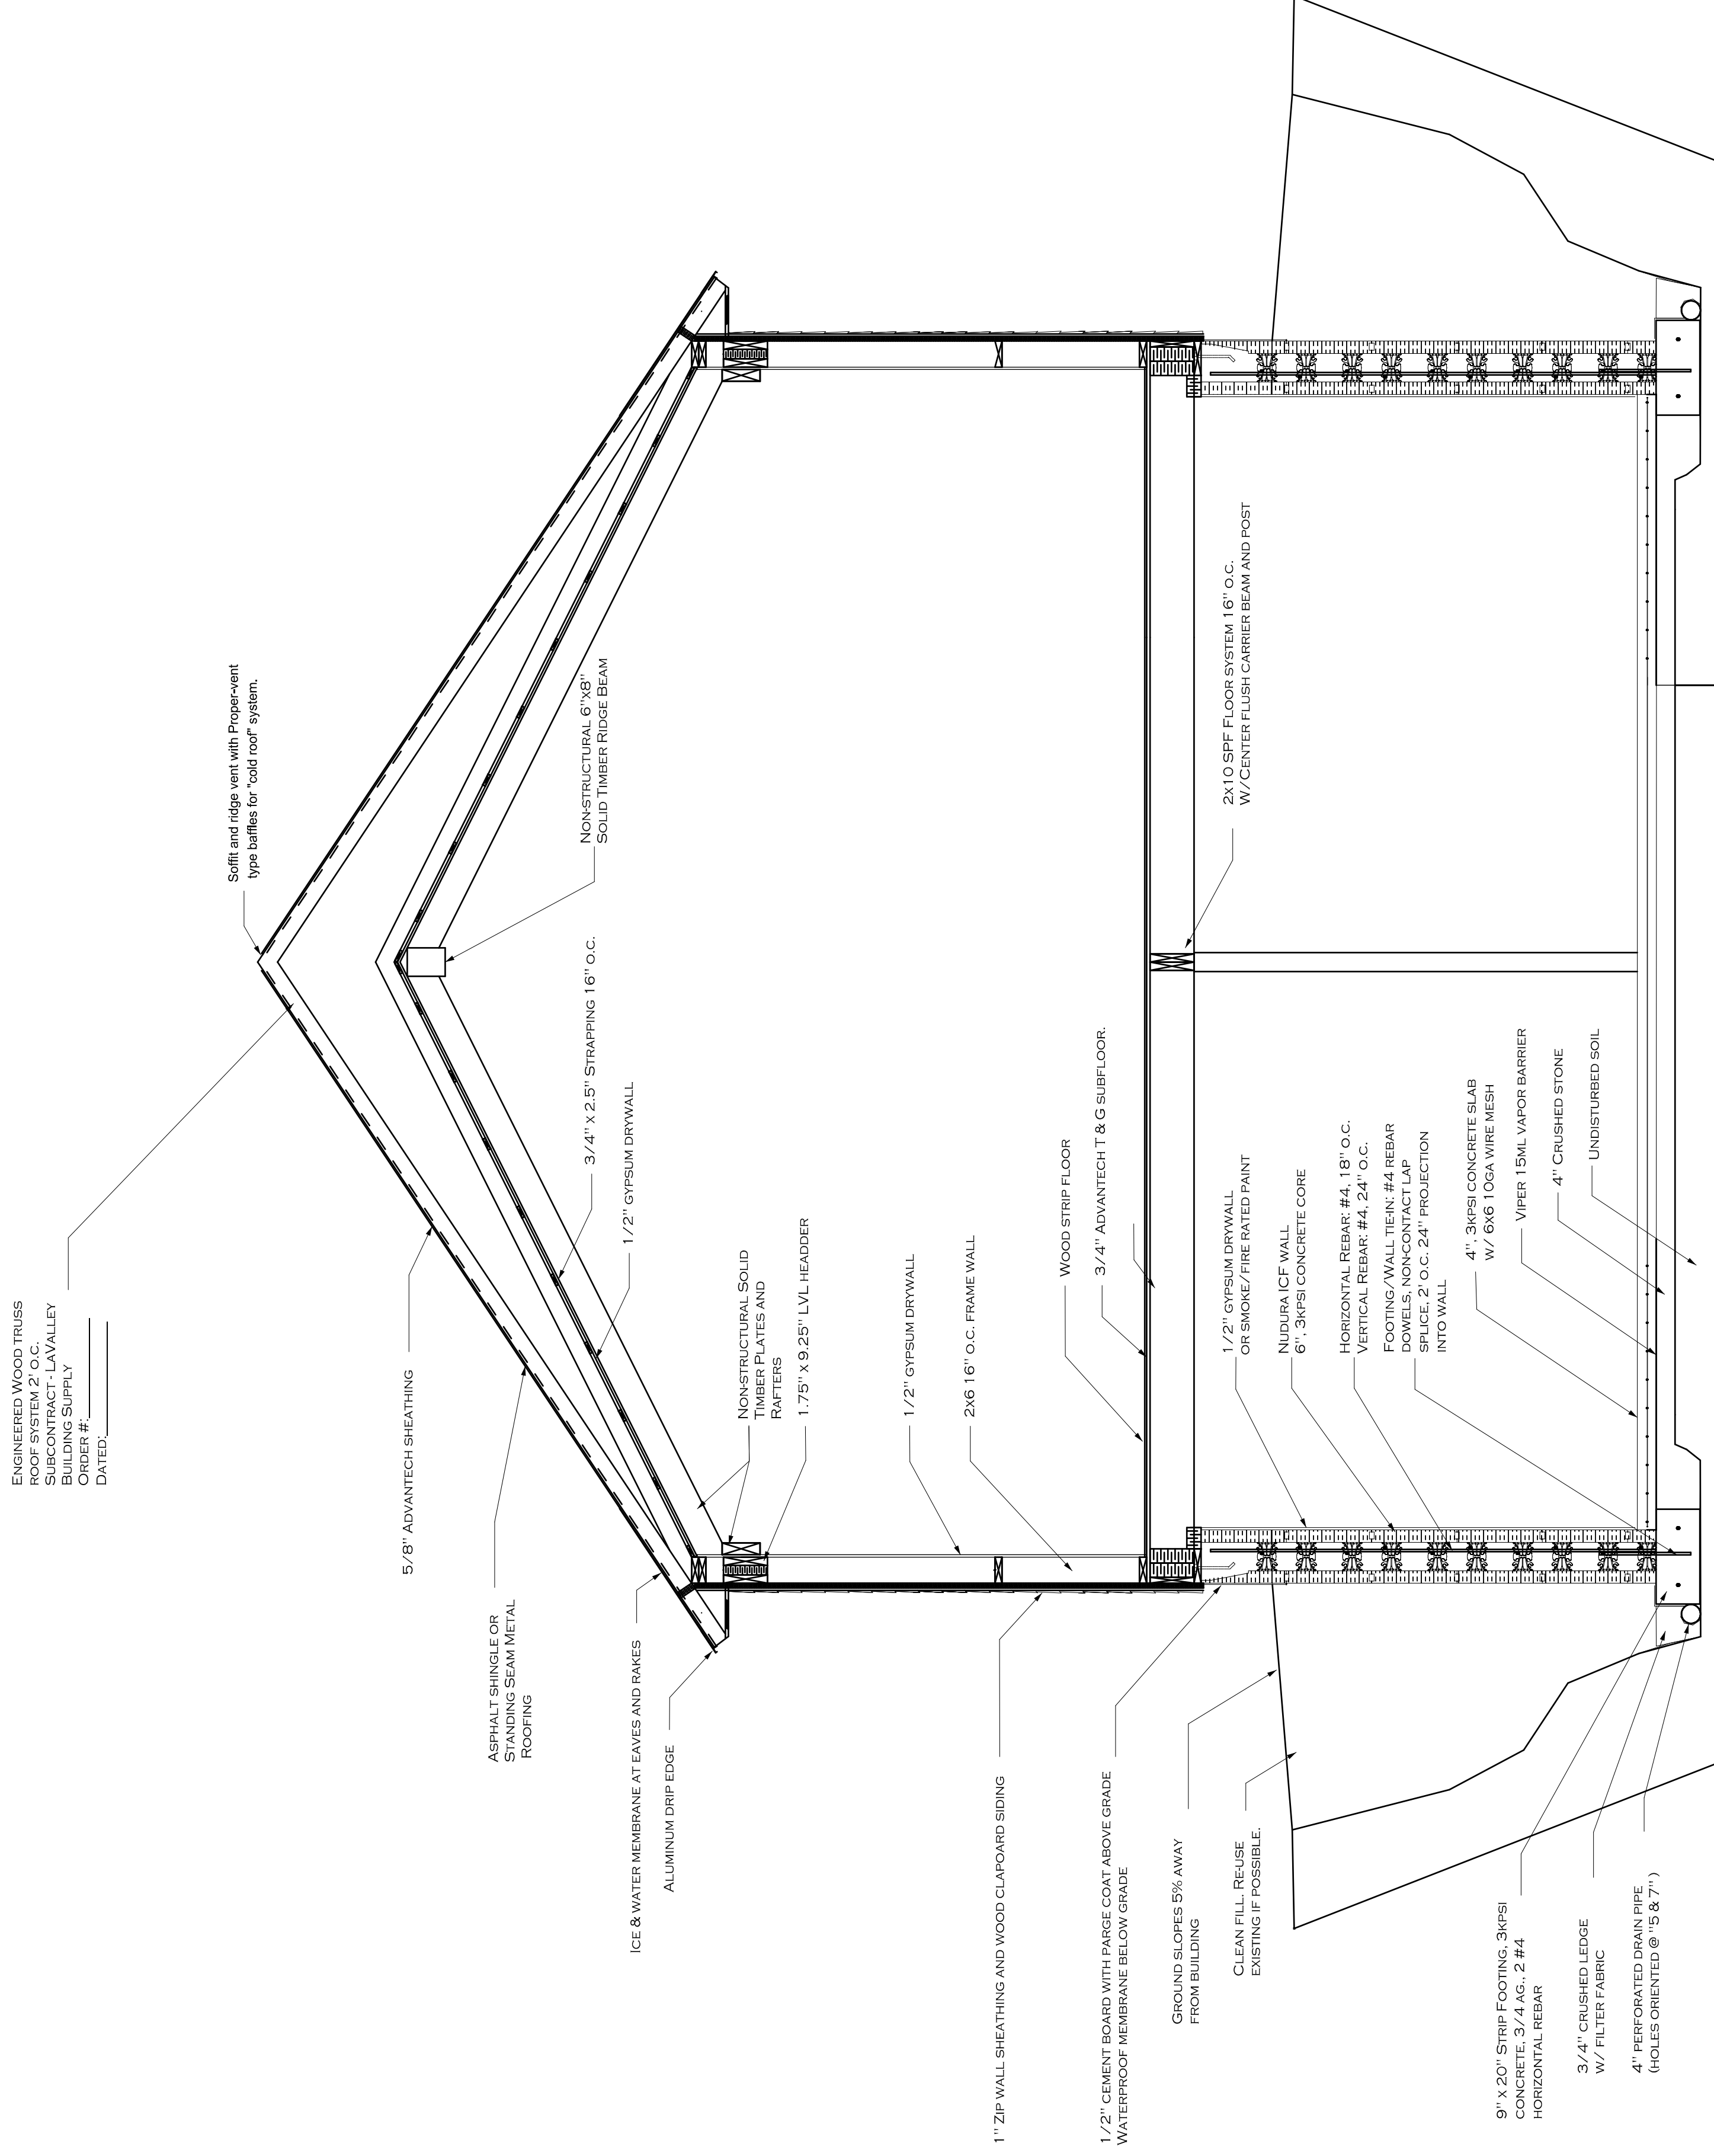 ENGINEERED WOOD TRUSS
ROOF SYSTEM 2' O.C.
SUBCONTRACT - LAVALLEY
BUILDING SUPPLY
ORDER #:
DATED:
Soffit and ridge vent with Proper-vent
type baffles for "cold roof" system.
5/8" ADVANTECH SHEATHING
ASPHALT SHINGLE OR
STANDING SEAM METAL
ROOFING
NON-STRUCTURAL 6"X8"
SOLID TIMBER RIDGE BEAM
3/4" X 2.5" STRAPPING 16" O.C.
1/2" GYPSUM DRYWALL
ICE & WATER MEMBRANE AT EAVES AND RAKES
ALUMINUM DRIP EDGE
NON-STRUCTURAL SOLID
TIMBER PLATES AND
RAFTERS
1.75" X 9.25" LVL HEADDER
1/2" GYPSUM DRYWALL
2X6 16" O.C. FRAME WALL
1" ZIP WALL SHEATHING AND WOOD CLAPOARD SIDING
WOOD STRIP FLOOR
3/4" ADVANTECH T & G SUBFLOOR.
1/2" CEMENT BOARD WITH PARGE COAT ABOVE GRADE
WATERPROOF MEMBRANE BELOW GRADE
GROUND SLOPES 5% AWAY
FROM BUILDING
CLEAN FILL. RE-USE
EXISTING IF POSSIBLE.
2X10 SPF FLOOR SYSTEM 16" O.C.
W/CENTER FLUSH CARRIER BEAM AND POST
1/2" GYPSUM DRYWALL
OR SMOKE/FIRE RATED PAINT
NUDURA ICF WALL
6", 3KPSI CONCRETE CORE
HORIZONTAL REBAR: #4, 18" O.C.
VERTICAL REBAR: #4, 24" O.C.
FOOTING/WALL TIE-IN: #4 REBAR
DOWELS, NON-CONTACT LAP
SPLICE, 2' O.C. 24" PROJECTION
INTO WALL
4", 3KPSI CONCRETE SLAB
W/ 6X6 10GA WIRE MESH
VIPER 15ML VAPOR BARRIER
4" CRUSHED STONE
UNDISTURBED SOIL
9" X 20" STRIP FOOTING, 3KPSI
CONCRETE, 3/4 AG., 2 #4
HORIZONTAL REBAR
3/4" CRUSHED LEDGE
W/ FILTER FABRIC
4" PERFORATED DRAIN PIPE
(HOLES ORIENTED @ "5 & 7")